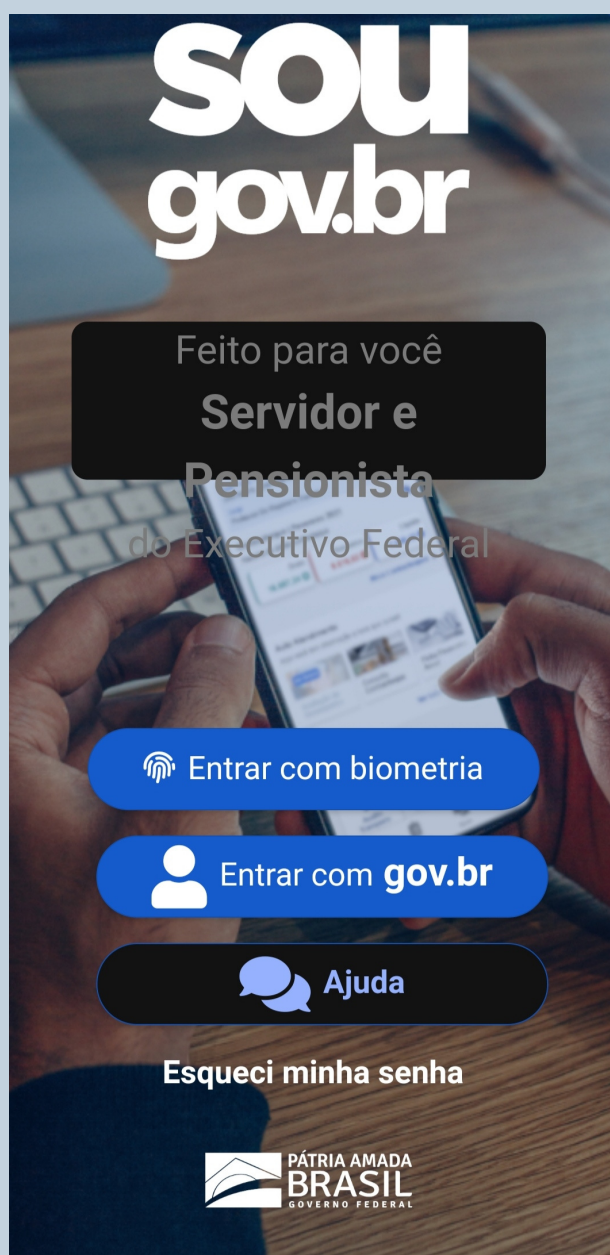 sou
gov.br
Feito para você
Servidor e
Pensionista
do Executivo Federal
Entrar com biometria
Entrar com gov.br
Ajuda
Esqueci minha senha
PÁTRIA AMADA
BRASIL
GOVERNO FEDERAL